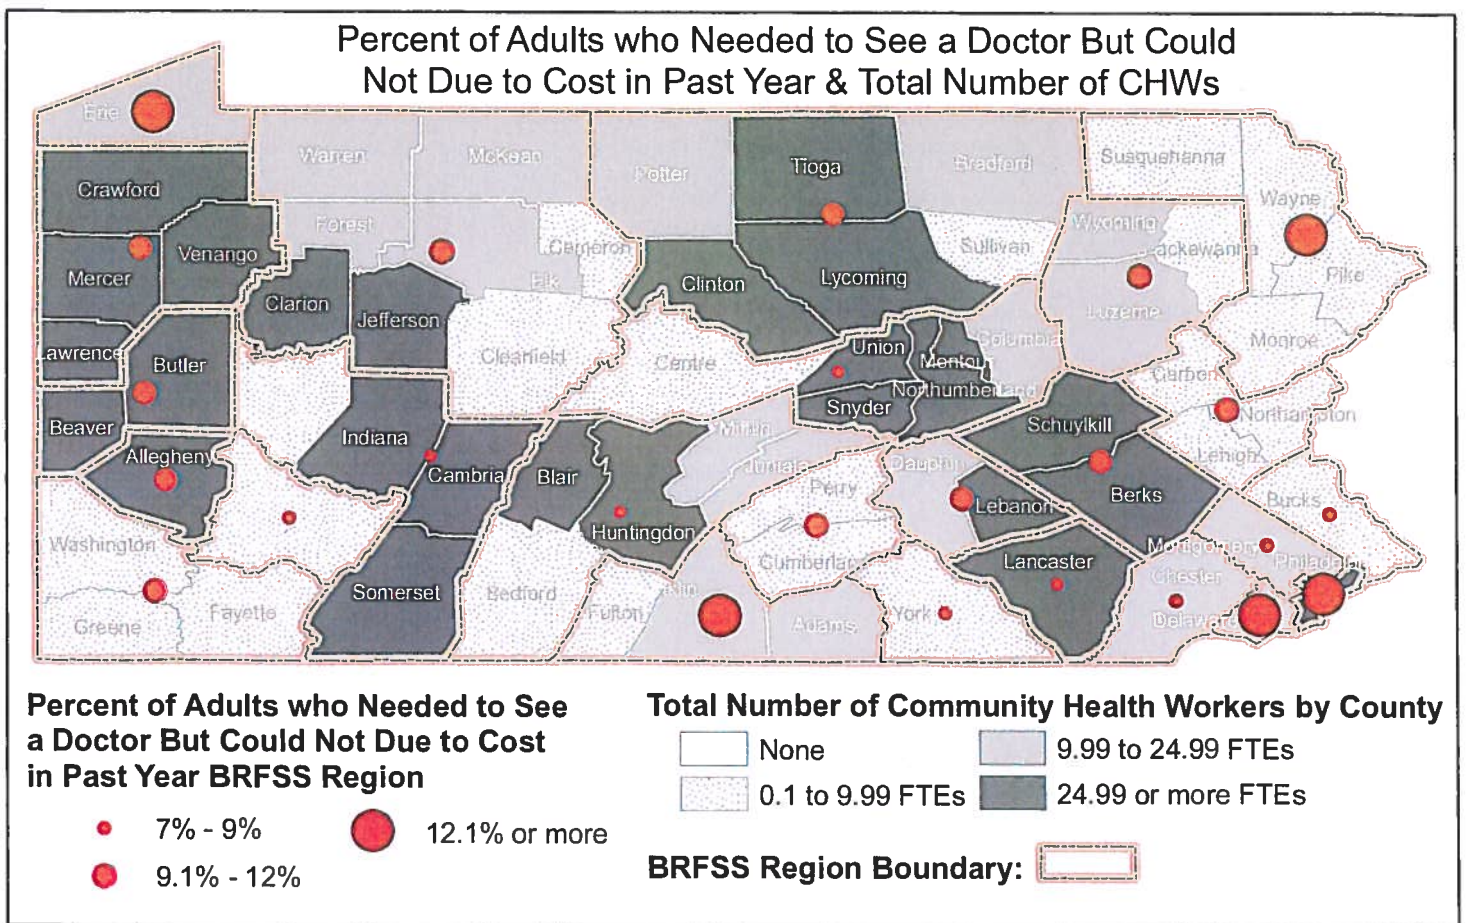 Percent of Adults who Needed to See a Doctor But Could
Not Due to Cost in Past Year & Total Number of CHWs
Erie
Warren
McKean
Potter
Tioga
Bradford
Susquehanna
Wayne
Crawford
Forest
Cameron
Sullivan
Wyoming
ackawanna
Mercer
Venango
Elk
Clinton
Lycoming
Pike
Clarion
Jefferson
Luzerne
Monroe
Lawrence
Butler
Clearfield
Centre
Union
Montour
Columbia
Carbon
Beaver
Snyder
Northumberland
Schuylkill
Northampton
Allegheny
Indiana
Cambria
Blair
Mifflin
Juniata
Dauphin
Lehigh
Perry
Lebanon
Berks
Bucks
Washington
Huntingdon
Cumberland
Lancaster
Montgomery
Philadel
Somerset
Chester
Greene
Fayette
Bedford
Fulton
Adams
York
Delaware
Percent of Adults who Needed to See
a Doctor But Could Not Due to Cost
in Past Year BRFSS Region
7% - 9%
9.1% - 12%
12.1% or more
Total Number of Community Health Workers by County
None
0.1 to 9.99 FTEs
9.99 to 24.99 FTEs
24.99 or more FTEs
BRFSS Region Boundary: